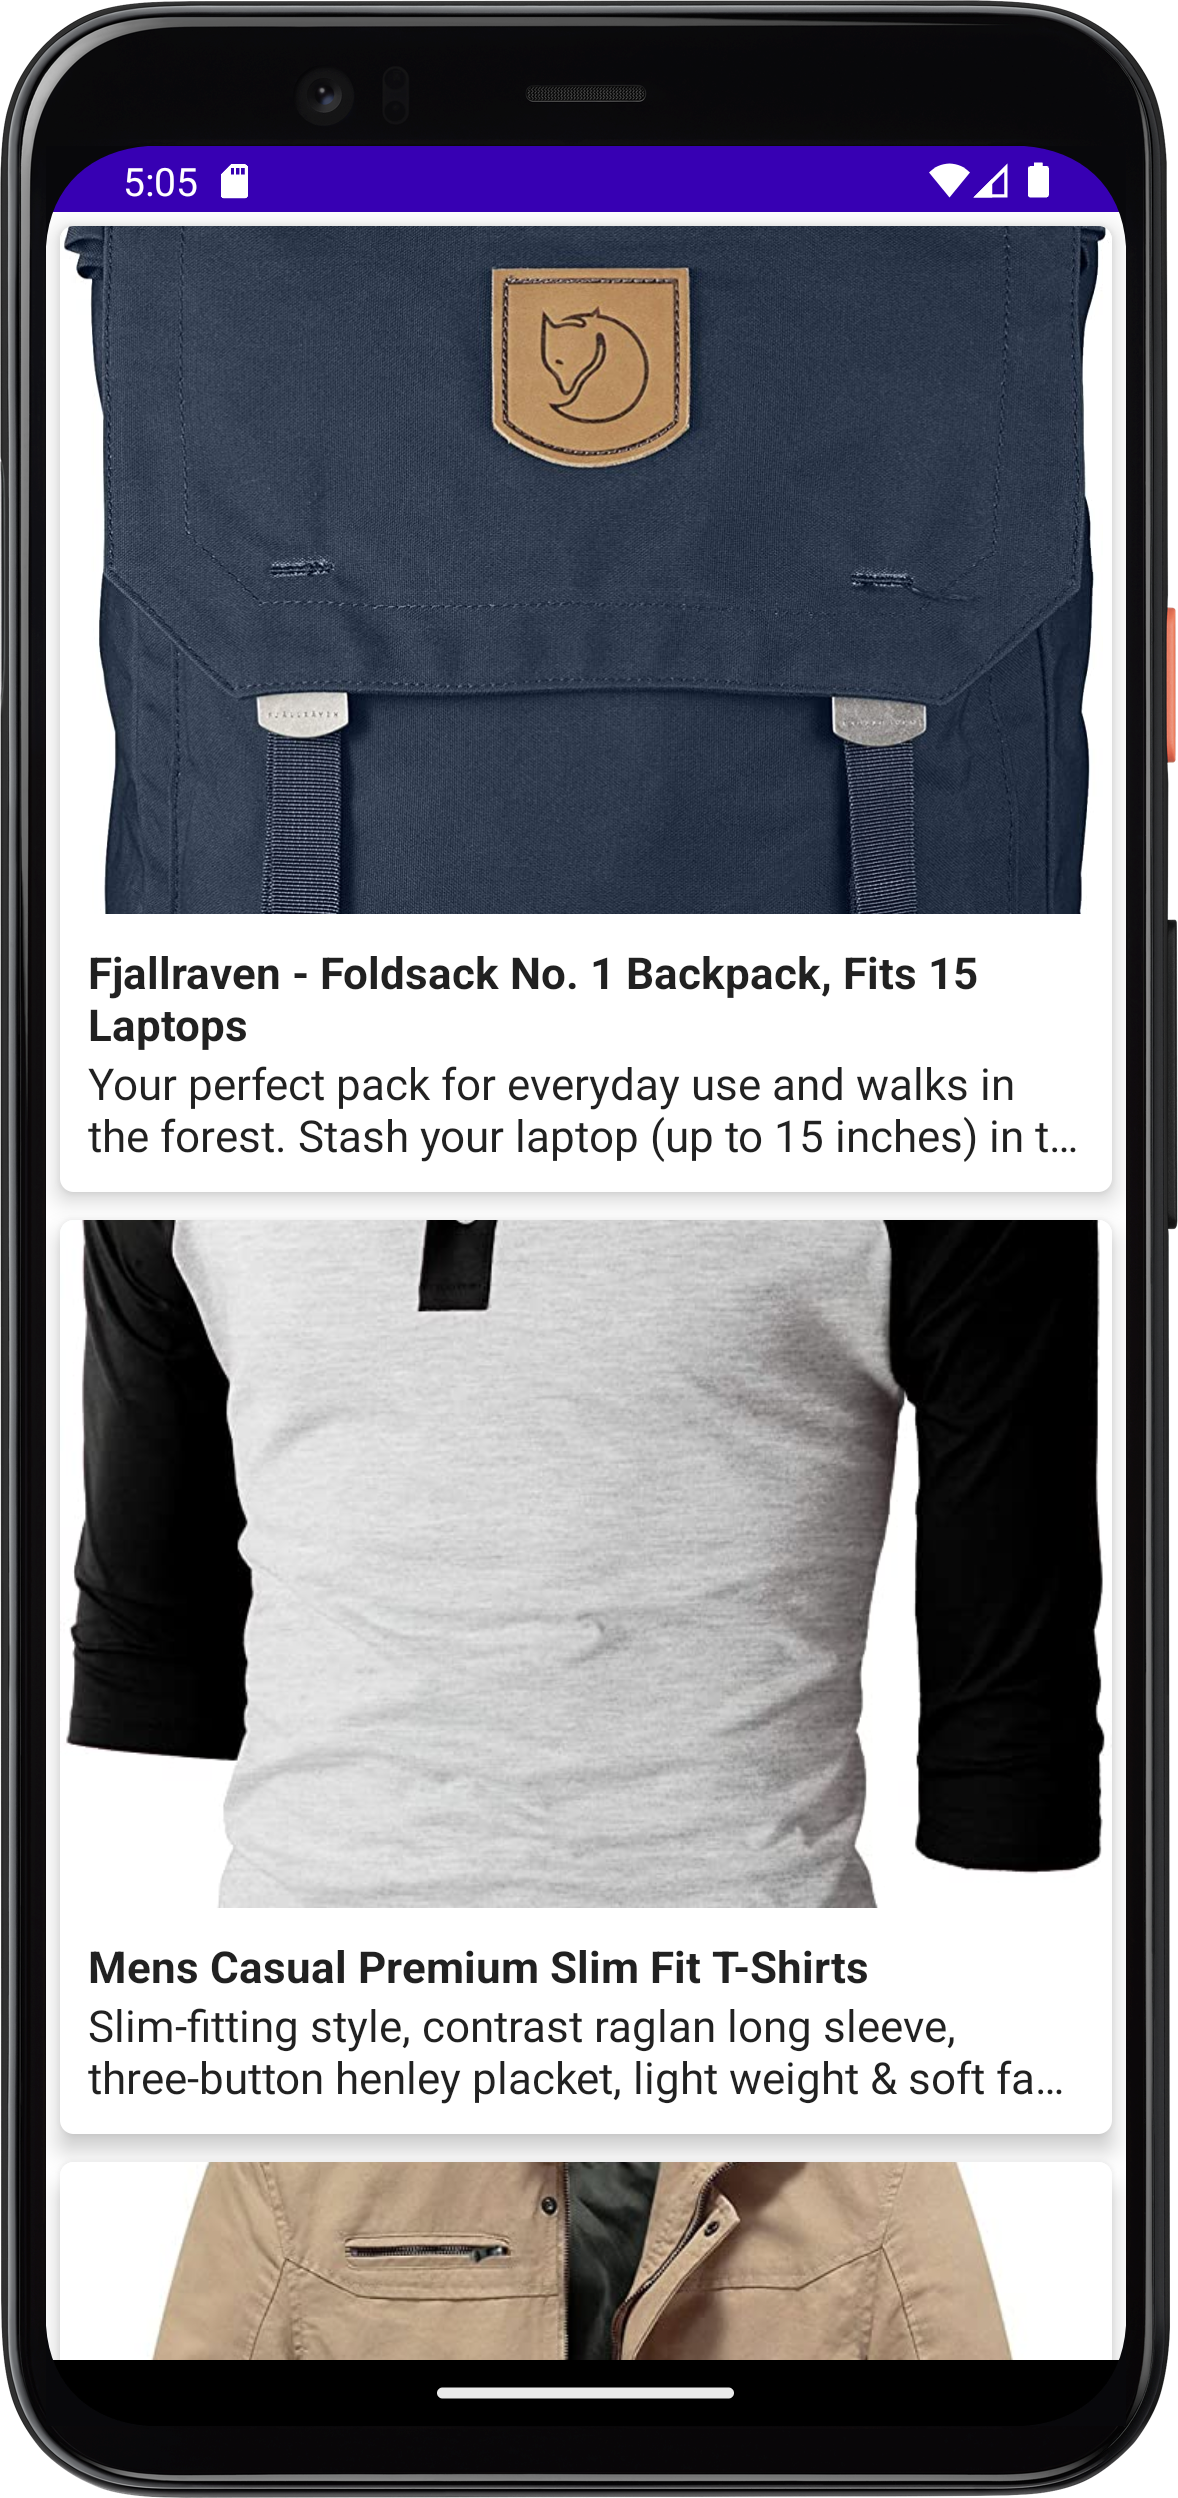 5:05
Fjallraven - Foldsack No. 1 Backpack, Fits 15
Laptops
Your perfect pack for everyday use and walks in
the forest. Stash your laptop (up to 15 inches) in t…
Mens Casual Premium Slim Fit T-Shirts
Slim-fitting style, contrast raglan long sleeve,
three-button henley placket, light weight & soft fa…